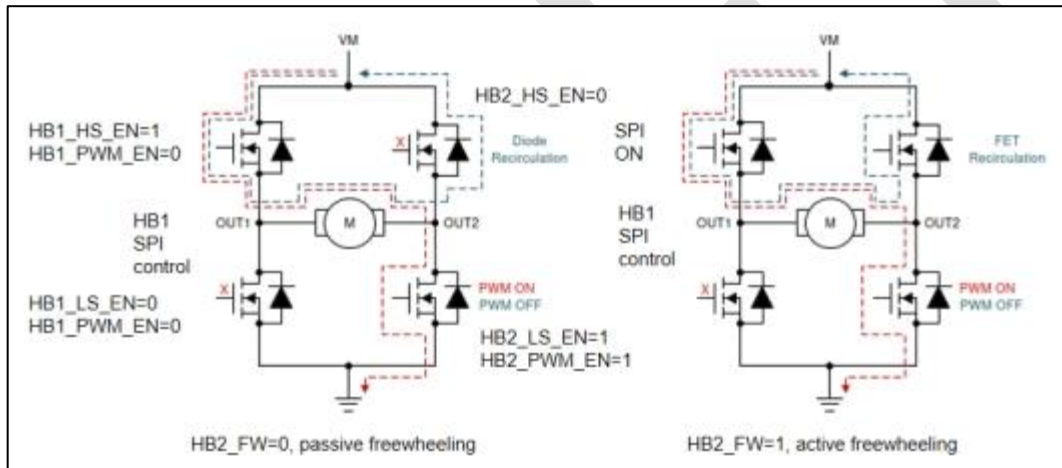 VM
HB2_HS_EN=0
HB1_HS_EN=1
HB1_PWM_EN=0
X
Diode
Recirculation
HB1
SPI
control
OUT1
M
OUT2
X
HB1_LS_EN=0
HB1_PWM_EN=0
PWM ON
PWM OFF
HB2_LS_EN=1
HB2_PWM_EN=1
HB2_FW=0, passive freewheeling
VM
SPI
ON
FET
Recirculation
HB1
SPI
control
OUT1
M
OUT2
X
PWM ON
PWM OFF
HB2_FW=1, active freewheeling